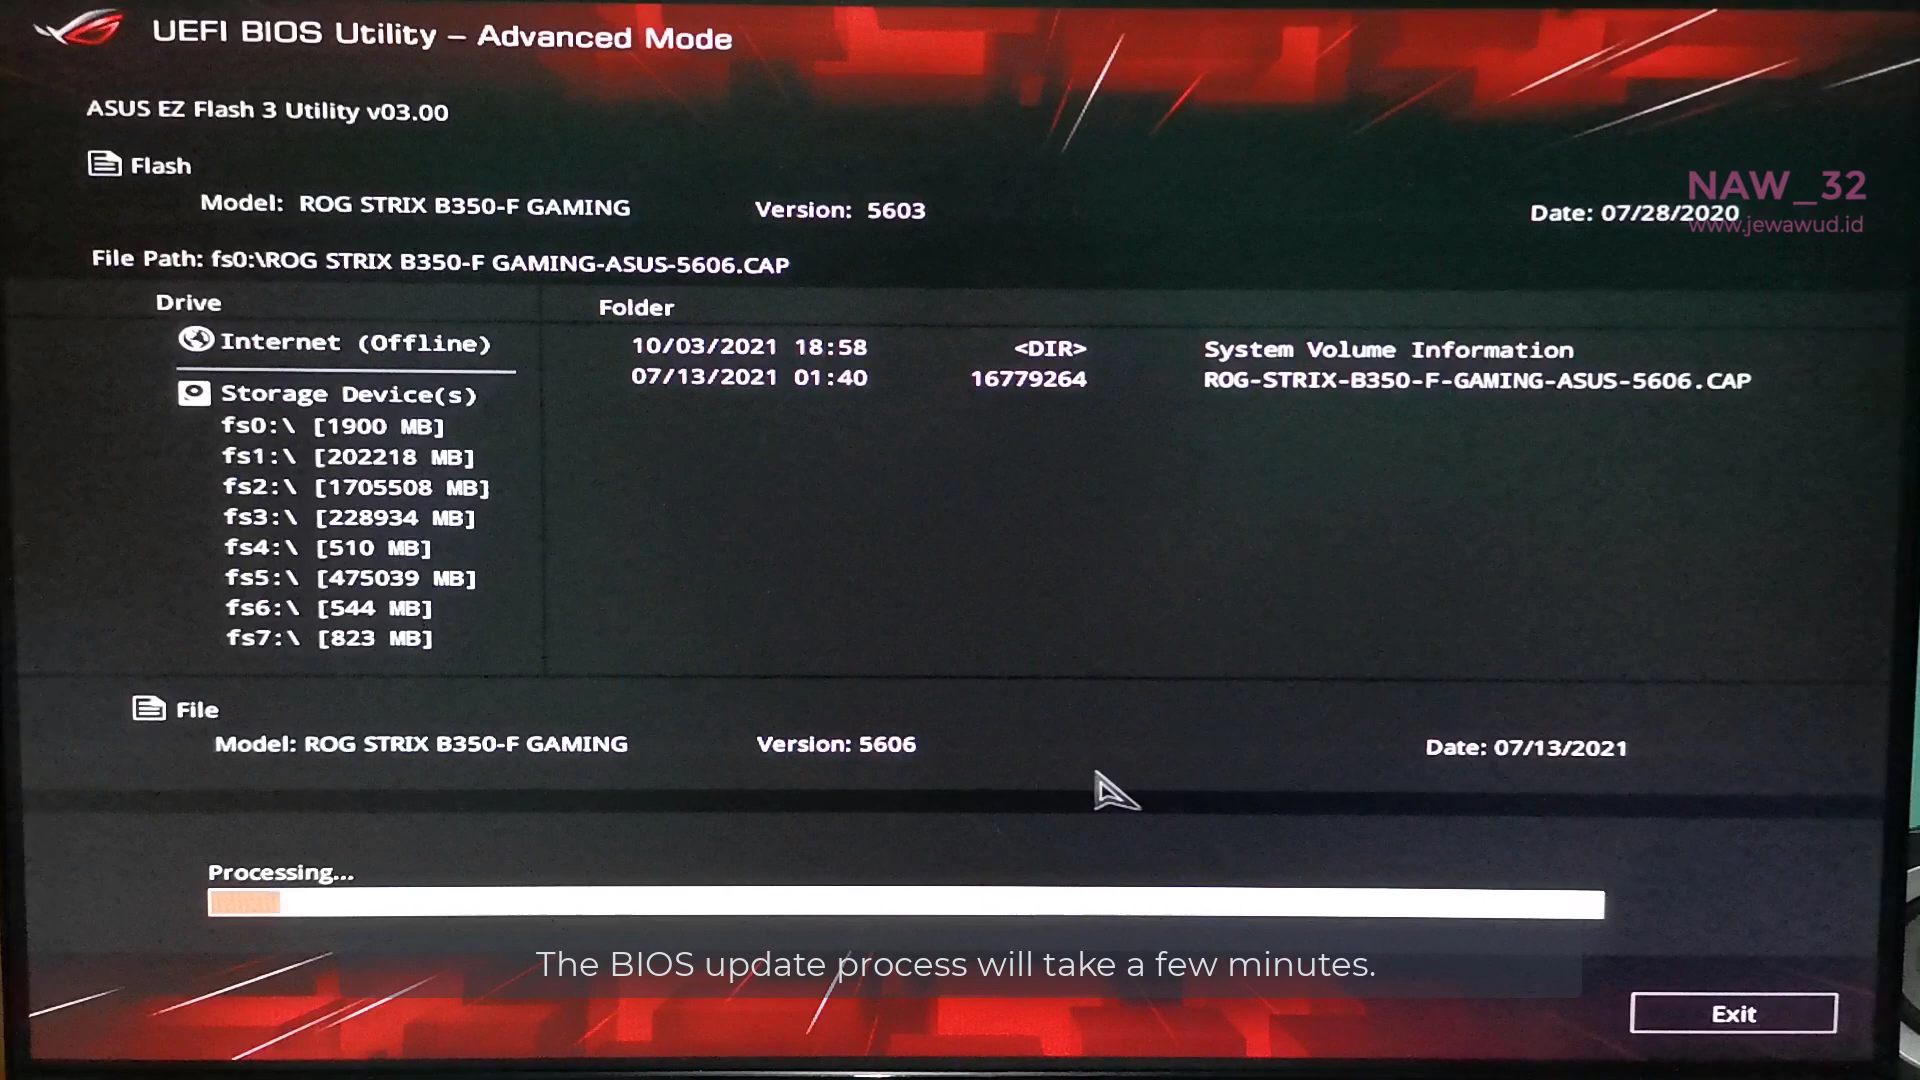 UEFI BIOS Utility – Advanced Mode
ASUS EZ Flash 3 Utility v03.00
Flash
Model: ROG STRIX B350-F GAMING Version: 5603 Date: 07/28/2020
NAW_32
www.jewawud.id
File Path: fs0:\ROG STRIX B350-F GAMING-ASUS-5606.CAP
Drive Folder
Internet (Offline)
Storage Device(s)
fs0:\ [1900 MB]
fs1:\ [202218 MB]
fs2:\ [1705508 MB]
fs3:\ [228934 MB]
fs4:\ [510 MB]
fs5:\ [475039 MB]
fs6:\ [544 MB]
fs7:\ [823 MB]
10/03/2021 18:58 <DIR> System Volume Information
07/13/2021 01:40 16779264 ROG-STRIX-B350-F-GAMING-ASUS-5606.CAP
File
Model: ROG STRIX B350-F GAMING Version: 5606 Date: 07/13/2021
Processing...
The BIOS update process will take a few minutes.
Exit